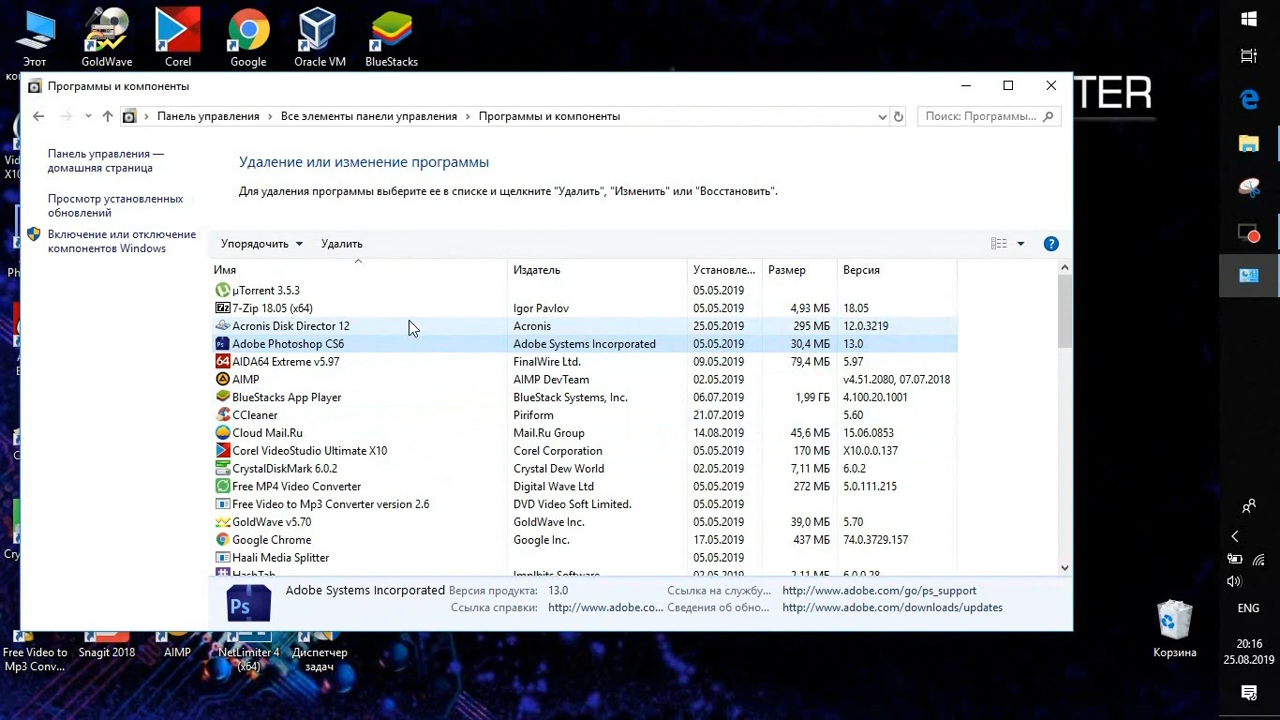 Этот
GoldWave
Corel
Google
Oracle VM
BlueStacks
TER
Программы и компоненты
Панель управления
Все элементы панели управления
Программы и компоненты
Поиск: Программы...
Панель управления —
домашняя страница
Просмотр установленных
обновлений
Включение или отключение
компонентов Windows
Удаление или изменение программы
Для удаления программы выберите ее в списке и щелкните "Удалить", "Изменить" или "Восстановить".
Упорядочить
Удалить
Имя Издатель Установле... Размер Версия
µTorrent 3.5.3 05.05.2019
7-Zip 18.05 (x64) Igor Pavlov 05.05.2019 4,93 МБ 18.05
Acronis Disk Director 12 Acronis 25.05.2019 295 МБ 12.0.3219
Adobe Photoshop CS6 Adobe Systems Incorporated 05.05.2019 30,4 МБ 13.0
AIDA64 Extreme v5.97 FinalWire Ltd. 09.05.2019 79,4 МБ 5.97
AIMP AIMP DevTeam 02.05.2019 v4.51.2080, 07.07.2018
BlueStacks App Player BlueStack Systems, Inc. 06.07.2019 1,99 ГБ 4.100.20.1001
CCleaner Piriform 21.07.2019 5.60
Cloud Mail.Ru Mail.Ru Group 14.08.2019 45,6 МБ 15.06.0853
Corel VideoStudio Ultimate X10 Corel Corporation 05.05.2019 170 МБ X10.0.0.137
CrystalDiskMark 6.0.2 Crystal Dew World 02.05.2019 7,11 МБ 6.0.2
Free MP4 Video Converter Digital Wave Ltd 05.05.2019 272 МБ 5.0.111.215
Free Video to Mp3 Converter version 2.6 DVD Video Soft Limited. 05.05.2019
GoldWave v5.70 GoldWave Inc. 05.05.2019 39,0 МБ 5.70
Google Chrome Google Inc. 17.05.2019 437 МБ 74.0.3729.157
Haali Media Splitter 05.05.2019
HashTab Implbits Software 02.05.2019 2,11 МБ 6.0.0.28
Adobe Systems Incorporated Версия продукта: 13.0 Ссылка на службу... http://www.adobe.com/go/ps_support
Ссылка справки: http://www.adobe.co... Сведения об обно... http://www.adobe.com/downloads/updates
Ps
Free Video to
Mp3 Conv...
Snagit 2018
AIMP
NetLimiter 4
(x64)
Диспетчер
задач
Корзина
ENG
20:16
25.08.2019